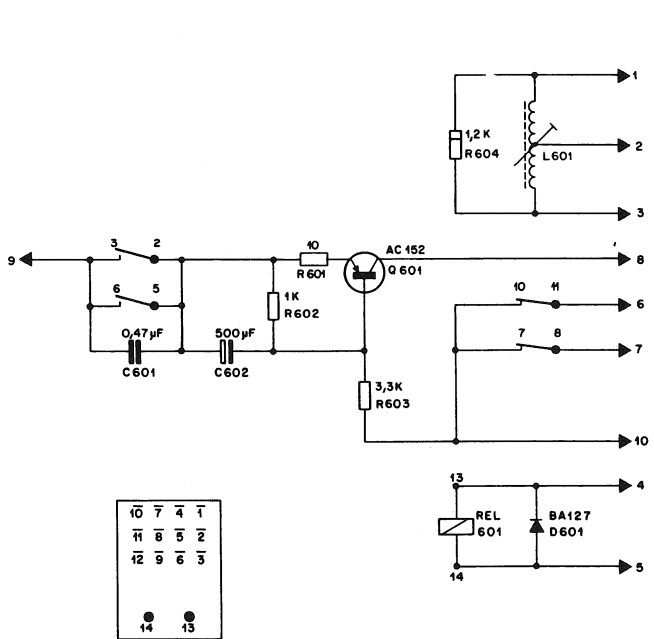 1
1,2 K
R604
L601
2
3
3 2
10
AC 152
9
R601
Q601
8
6 5
1K
R602
10 11
6
0,47µF
500µF
7 8
7
C601
C602
3,3K
R603
10
13
4
REL
601
BA127
D601
14
5
10 7 4 1
11 8 5 2
12 9 6 3
14 13